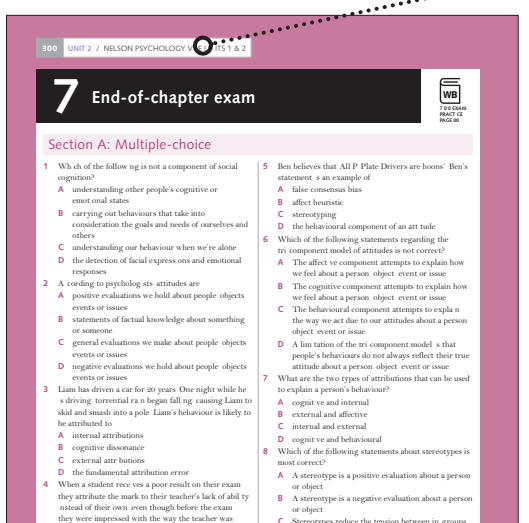 300 UNIT 2 / NELSON PSYCHOLOGY V E U ITS 1 & 2
7 End-of-chapter exam
WB
7 0 0 EXAM
PRACT CE
PAGE 00
Section A: Multiple-choice
1 Wh ch of the follow ng is not a component of social
cognition?
A understanding other people's cognitive or
emot onal states
B carrying out behaviours that take into
consideration the goals and needs of ourselves and
others
C understanding our behaviour when we're alone
D the detection of facial express ons and emotional
responses
2 A cording to psycholog sts attitudes are
A positive evaluations we hold about people objects
events or issues
B statements of factual knowledge about something
or someone
C general evaluations we make about people objects
events or issues
D negative evaluations we hold about people objects
events or issues
3 Liam has driven a car for 20 years One night while he
s driving torrential ra n began fall ng causing Liam to
skid and smash into a pole Liam's behaviour is likely to
be attributed to
A internal attributions
B cognitive dissonance
C external attr butions
D the fundamental attribution error
4 When a student rece ves a poor result on their exam
they attribute the mark to their teacher's lack of abil ty
nstead of their own even though before the exam
they were impressed with the way the teacher was
5 Ben believes that All P Plate Drivers are hoons' Ben's
statement s an example of
A false consensus bias
B affect heuristic
C stereotyping
D the behavioural component of an att tude
6 Which of the following statements regarding the
tri component model of attitudes is not correct?
A The affect ve component attempts to explain how
we feel about a person object event or issue
B The cognitive component attempts to explain how
we feel about a person object event or issue
C The behavioural component attempts to expla n
the way we act due to our attitudes about a person
object event or issue
D A lim tation of the tri component model s that
people's behaviours do not always reflect their true
attitude about a person object event or issue
7 What are the two types of attributions that can be used
to explain a person's behaviour?
A cognit ve and internal
B external and affective
C internal and external
D cognit ve and behavioural
8 Which of the following statements about stereotypes is
most correct?
A A stereotype is a positive evaluation about a person
or object
B A stereotype is a negative evaluation about a person
or object
C Stereotypes reduce the tension between in groups